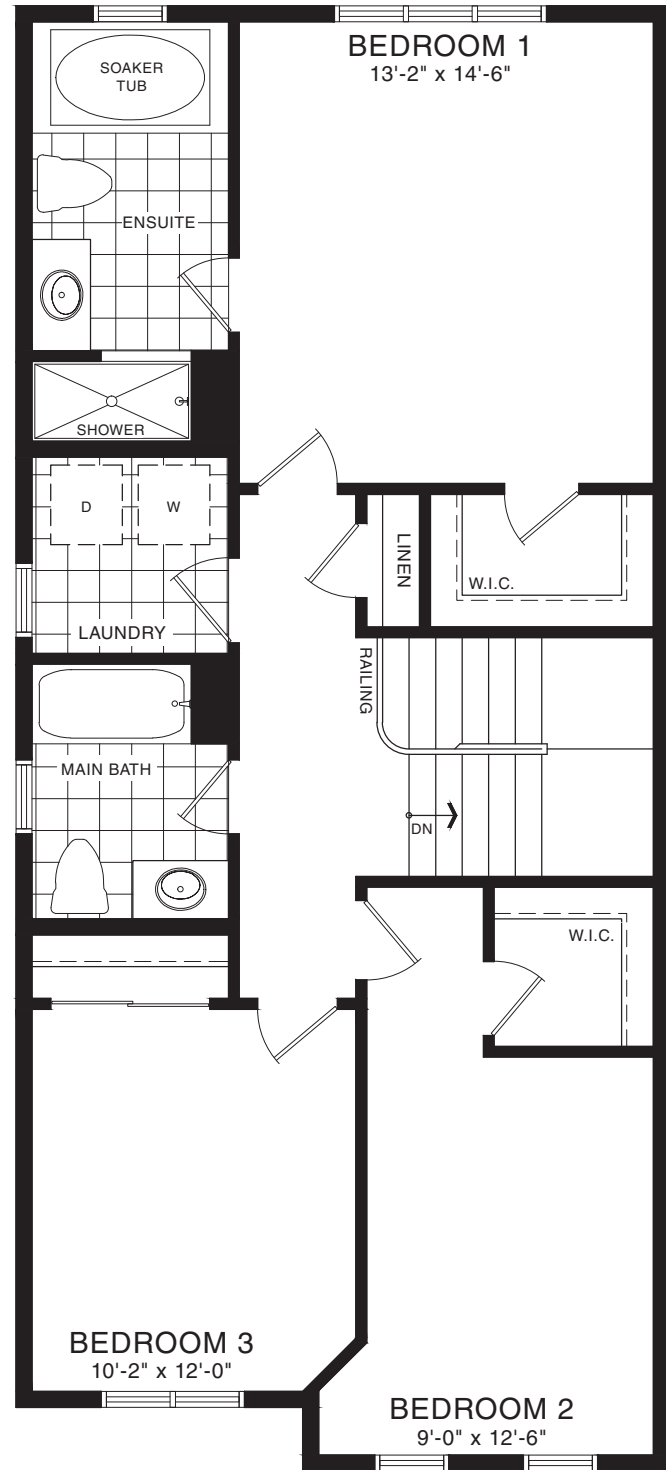 BEDROOM 1
13'-2" x 14'-6"
SOAKER
TUB
ENSUITE
SHOWER
D
W
LAUNDRY
LINEN
W.I.C.
RAILING
MAIN BATH
DN
W.I.C.
BEDROOM 3
10'-2" x 12'-0"
BEDROOM 2
9'-0" x 12'-6"